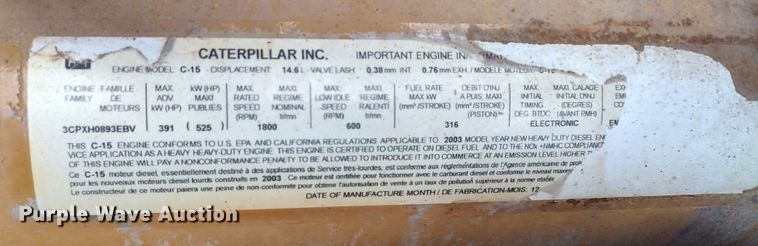 CATERPILLAR INC. IMPORTANT ENGINE
ENGINE MODEL C-15 - DISPLACEMENT 14.6 L - VALVE LASH 0.38 mm INT 0.76 mm EXH / MODELE
ENGINE FAMILY FAMILLE DE MOTEURS MAX ADV kW (HP) kW (HP) MAXI PUBLIES MAX RATED SPEED (RPM) MAXI REGIME NOMINAL tr/mn MAX LOW IDLE SPEED (RPM) MAXI REGIME RALENTI tr/mn FUEL RATE MAX kW (mm³/STROKE) DEBIT D'INJ A PUIS. MAXI (mm³/STROKE) (PISTON) MAX INITIAL TIMING DEG. BTDC MAXI. CALAGE INITIAL D'INJ (DEGRES) (AVANT PMH)
3CPXH0893EBV 391 ( 525 ) 1800 600 316 ELECTRONIC
THIS C-15 ENGINE CONFORMS TO U.S. EPA AND CALIFORNIA REGULATIONS APPLICABLE TO 2003 MODEL YEAR NEW HEAVY DUTY DIESEL
VICE APPLICATION AS A HEAVY HEAVY-DUTY ENGINE. THIS ENGINE IS CERTIFIED TO OPERATE ON DIESEL FUEL AND TO THE NOx +NMHC COMPLIANCE
OF THIS ENGINE WILL PAY A NONCONFORMANCE PENALTY TO BE ALLOWED TO INTRODUCE IT INTO COMMERCE AT AN EMISSION LEVEL HIGHER
Ce C-15 moteur diesel, essentiellement destiné à des applications de Service très-lourdes, est conforme aux réglementations de l'Agence américaine de
pour les nouveaux moteurs diesel lourds construits en 2003 Ce moteur est certifiée pour fonctionner avec le carburant diesel et conforme le niveau
Le constructeur de ce moteur paiera une peine de non-conformité pour obtenir l'autorisation de vente à un taux de pollution supérieur à la norme
DATE OF MANUFACTURE MONTH / DATE DE FABRICATION-MOIS: 12
Purple Wave Auction